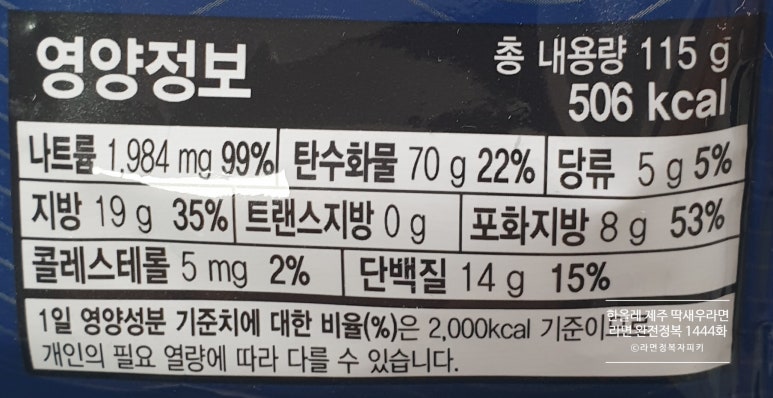 영양정보
총 내용량 115 g
506 kcal
나트륨 1,984 mg 99% 탄수화물 70 g 22% 당류 5 g 5%
지방 19 g 35% 트랜스지방 0 g 포화지방 8 g 53%
콜레스테롤 5 mg 2% 단백질 14 g 15%
1일 영양성분 기준치에 대한 비율(%)은 2,000kcal 기준이므로
개인의 필요 열량에 따라 다를 수 있습니다.
한올레 제주 딱새우라면
라면 완전정복 1444화
©라면정복자피키